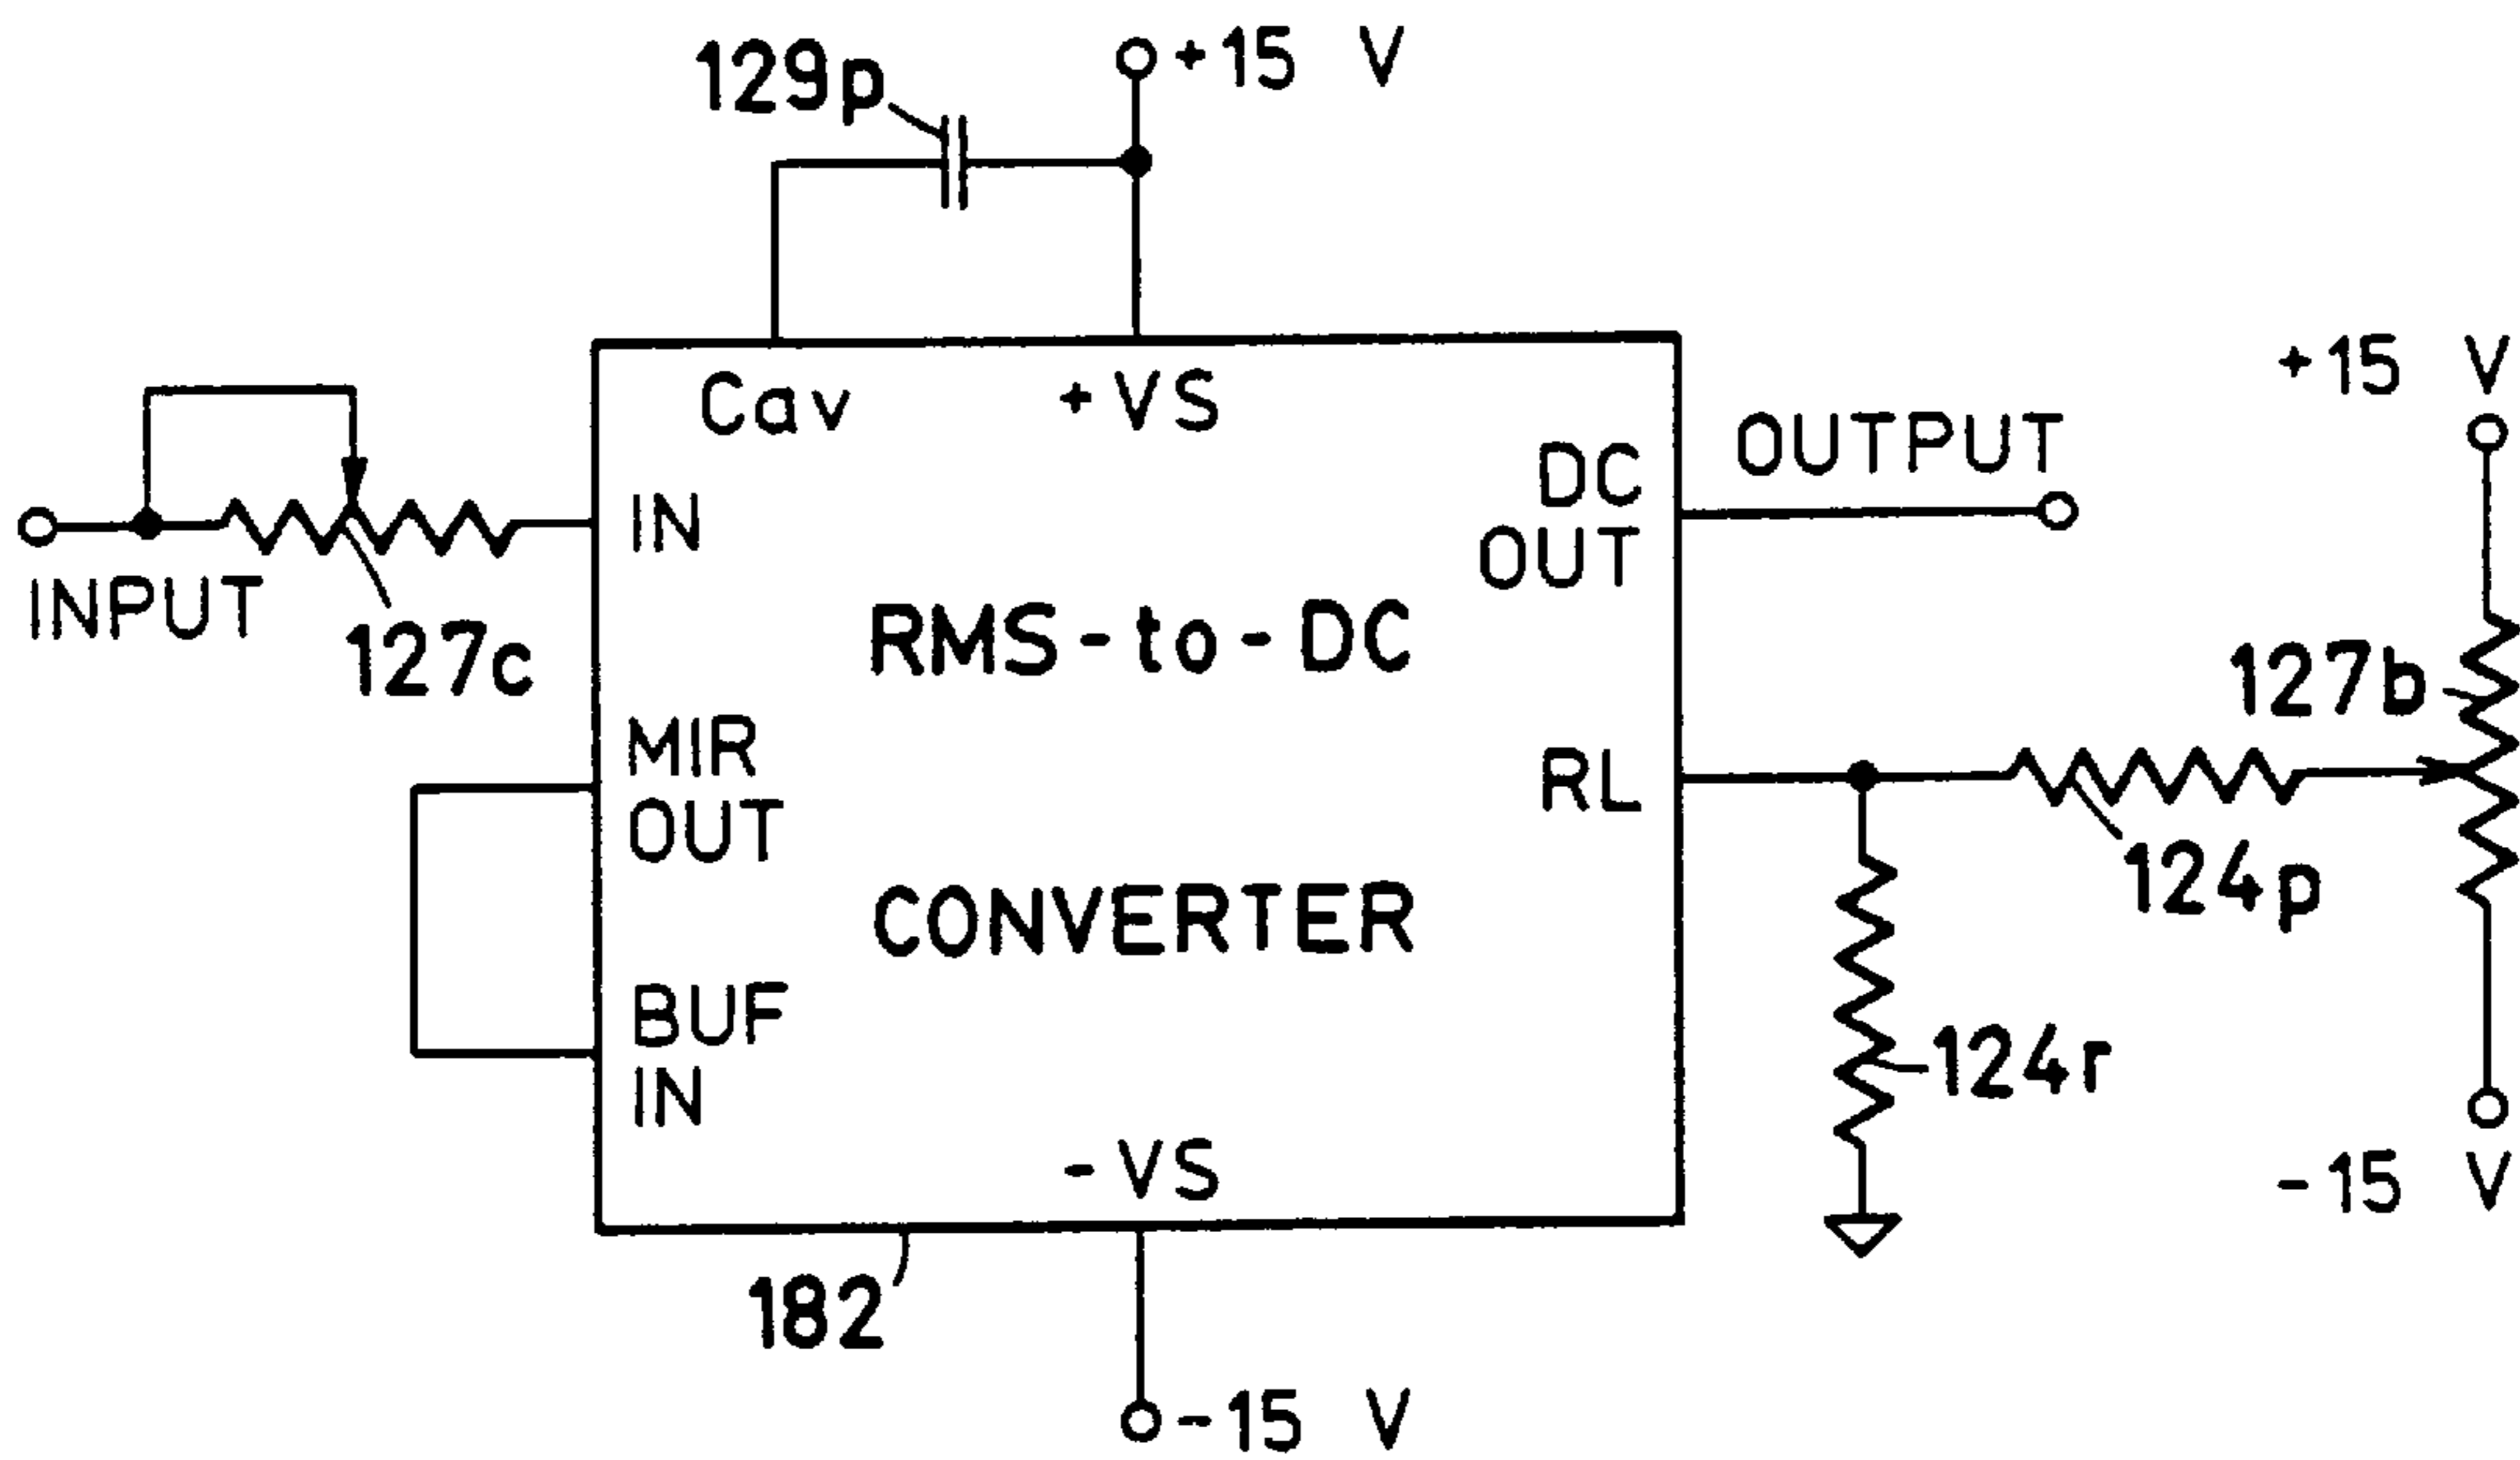 129p
+15 V
Cav
+VS
+15 V
OUTPUT
DC
OUT
IN
INPUT
127c
RMS-to-DC
127b
MIR
OUT
RL
124p
CONVERTER
BUF
IN
124r
-VS
-15 V
182
-15 V